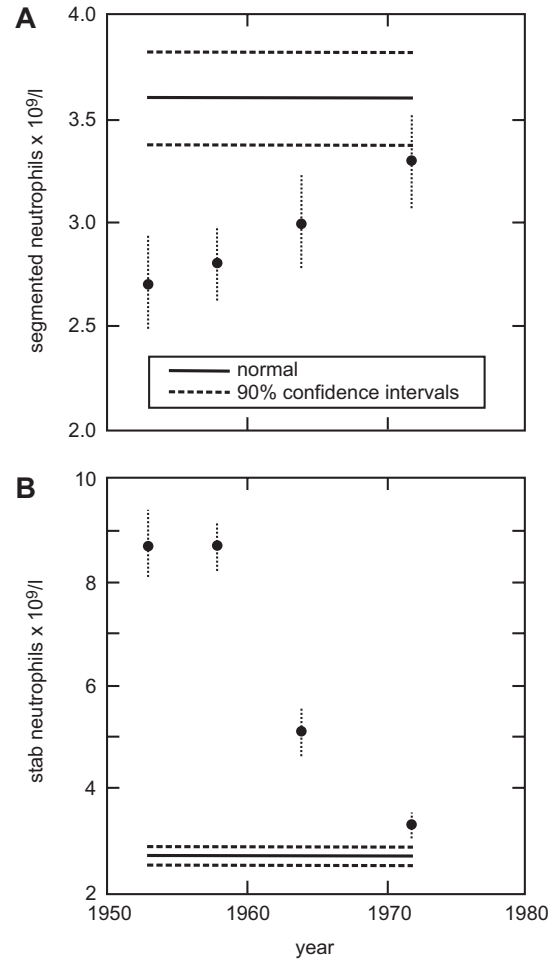 A
4.0
3.5
3.0
2.5
2.0
segmented neutrophils x 10⁹/l
normal
90% confidence intervals
B
10
8
6
4
2
stab neutrophils x 10⁹/l
1950 1960 1970 1980
year